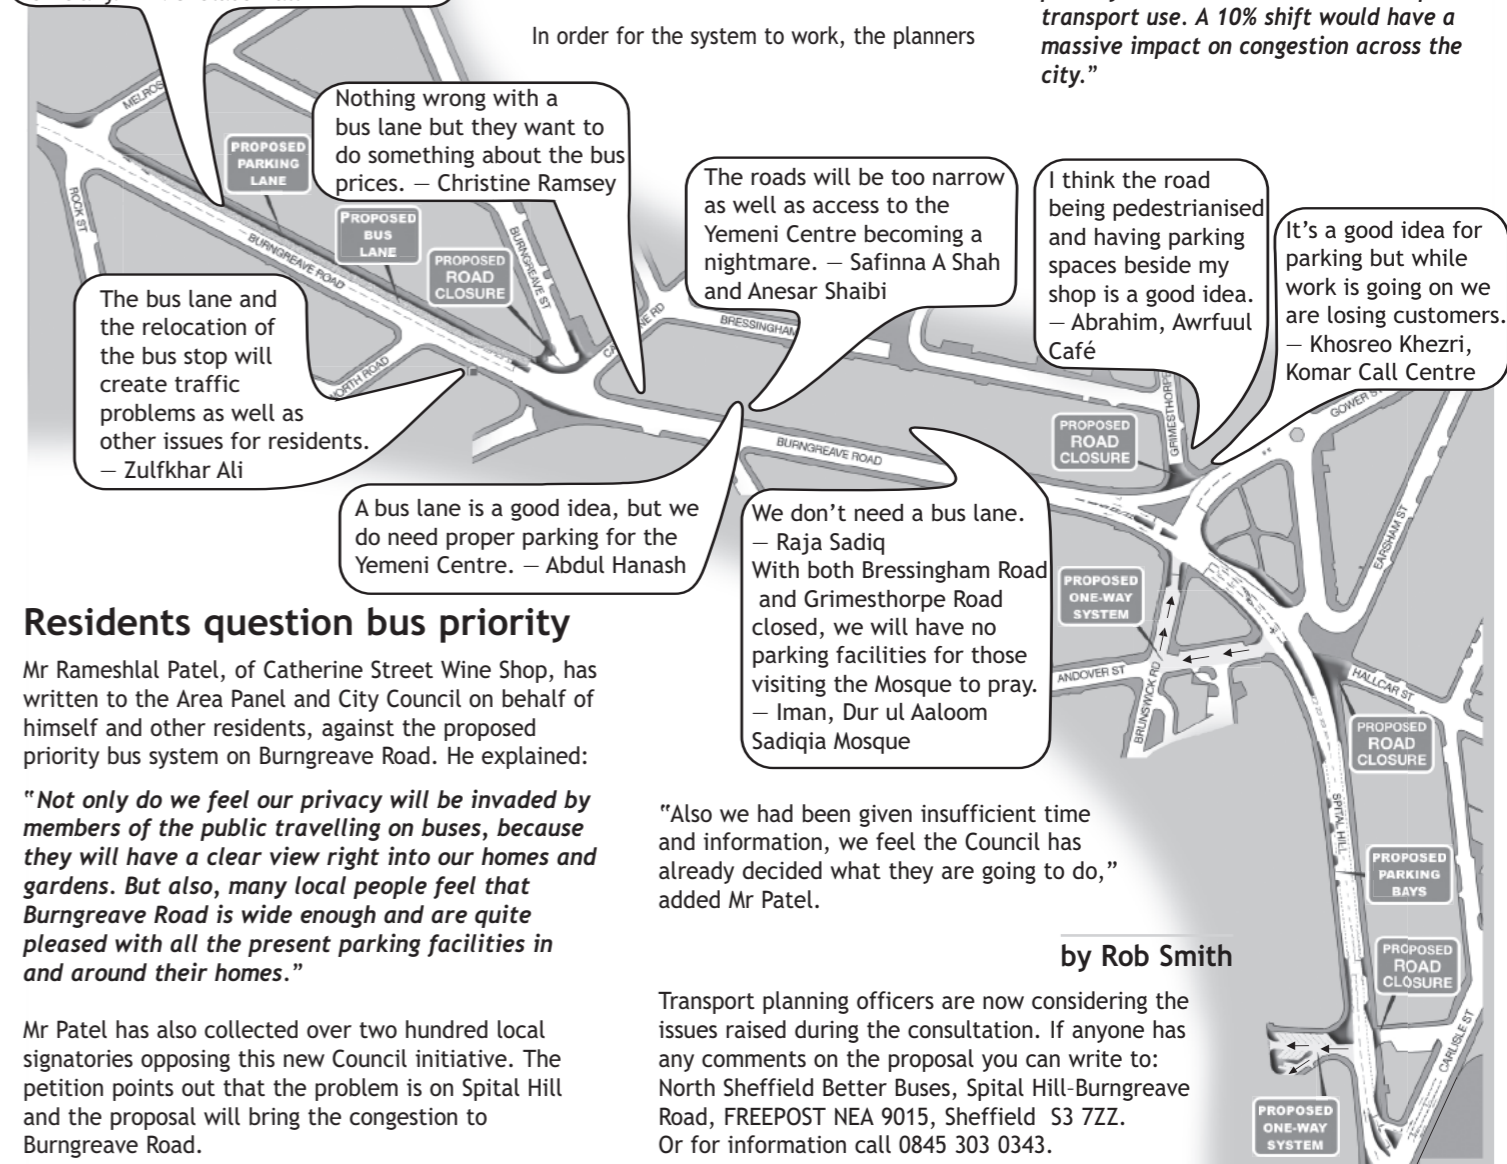 In order for the system to work, the planners
transport use. A 10% shift would have a
massive impact on congestion across the
city.”
MELROS
PROPOSED
PARKING
LANE
Nothing wrong with a
bus lane but they want to
do something about the bus
prices. — Christine Ramsey
The roads will be too narrow
as well as access to the
Yemeni Centre becoming a
nightmare. — Safinna A Shah
and Anesar Shaibi
I think the road
being pedestrianised
and having parking
spaces beside my
shop is a good idea.
— Abrahim, Awrfuul
Café
It’s a good idea for
parking but while
work is going on we
are losing customers.
— Khosreo Khezri,
Komar Call Centre
ROCK ST
BURNGREAVE ROAD
PROPOSED
BUS
LANE
PROPOSED
ROAD
CLOSURE
BURNGREAVE ST
NE RD
BRESSINGHAM
The bus lane and
the relocation of
the bus stop will
create traffic
problems as well as
other issues for residents.
— Zulfkhar Ali
NORTH ROAD
A bus lane is a good idea, but we
do need proper parking for the
Yemeni Centre. — Abdul Hanash
BURNGREAVE ROAD
We don’t need a bus lane.
— Raja Sadiq
With both Bressingham Road
and Grimesthorpe Road
closed, we will have no
parking facilities for those
visiting the Mosque to pray.
— Iman, Dur ul Aaloom
Sadiqia Mosque
PROPOSED
ROAD
CLOSURE
GRIMESTHORPE
GOWER ST
EARSHAM ST
PROPOSED
ONE-WAY
SYSTEM
ANDOVER ST
BRUNSWICK RD
HALLCAR ST
PROPOSED
ROAD
CLOSURE
SPITAL HILL
PROPOSED
PARKING
BAYS
PROPOSED
ROAD
CLOSURE
CARLISLE ST
PROPOSED
ONE-WAY
SYSTEM
Residents question bus priority
Mr Rameshlal Patel, of Catherine Street Wine Shop, has
written to the Area Panel and City Council on behalf of
himself and other residents, against the proposed
priority bus system on Burngreave Road. He explained:
“Not only do we feel our privacy will be invaded by
members of the public travelling on buses, because
they will have a clear view right into our homes and
gardens. But also, many local people feel that
Burngreave Road is wide enough and are quite
pleased with all the present parking facilities in
and around their homes.”
Mr Patel has also collected over two hundred local
signatories opposing this new Council initiative. The
petition points out that the problem is on Spital Hill
and the proposal will bring the congestion to
Burngreave Road.
“Also we had been given insufficient time
and information, we feel the Council has
already decided what they are going to do,”
added Mr Patel.
by Rob Smith
Transport planning officers are now considering the
issues raised during the consultation. If anyone has
any comments on the proposal you can write to:
North Sheffield Better Buses, Spital Hill-Burngreave
Road, FREEPOST NEA 9015, Sheffield  S3 7ZZ.
Or for information call 0845 303 0343.